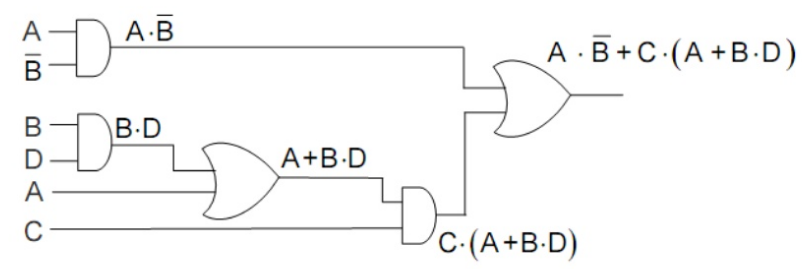 A
A·B̅
B̅
A · B̅ + C·(A + B·D)
B
B·D
D
A+B·D
A
C
C·(A+B·D)